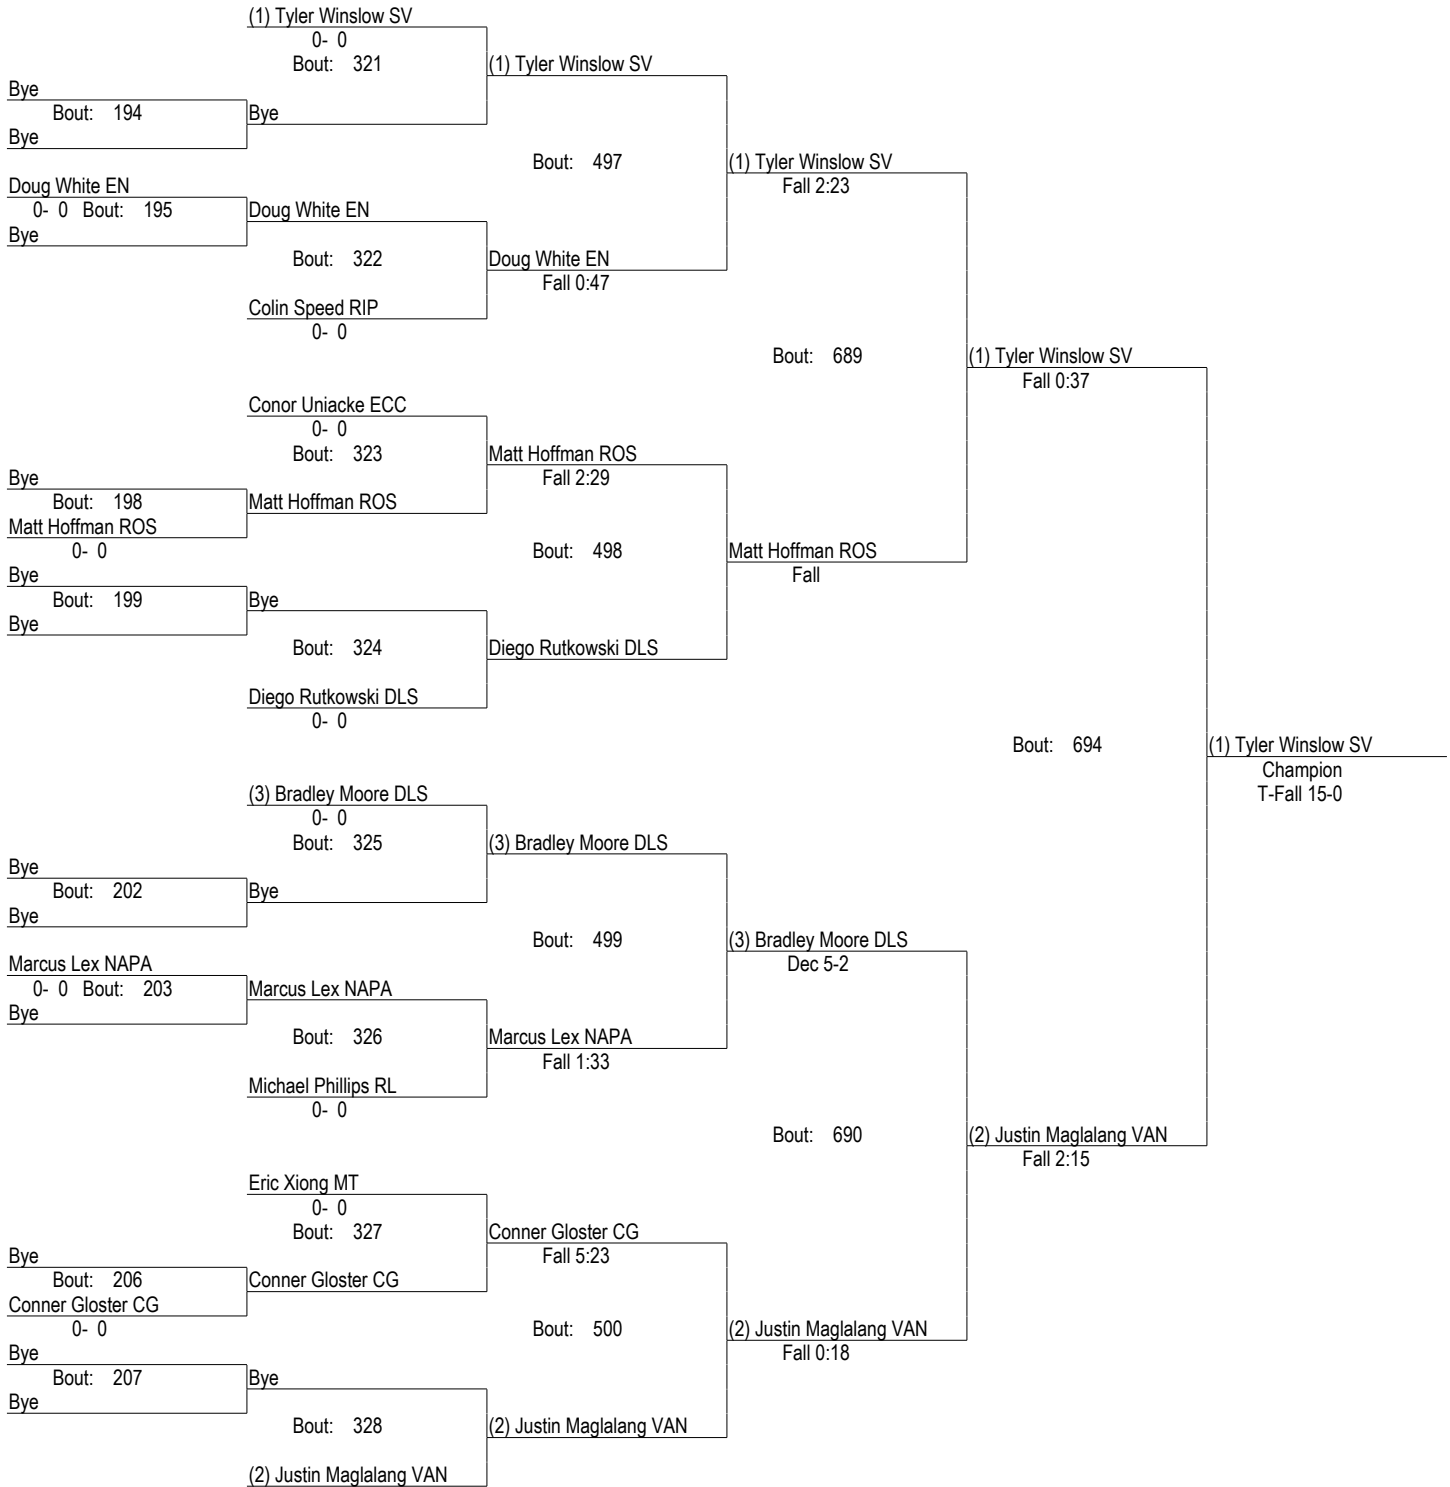 (1) Tyler Winslow SV
0- 0
Bout: 321
(1) Tyler Winslow SV
Bye
Bout: 194
Bye
Bye
Bout: 497
(1) Tyler Winslow SV
Fall 2:23
Doug White EN
0- 0 Bout: 195
Doug White EN
Bye
Bout: 322
Doug White EN
Fall 0:47
Colin Speed RIP
0- 0
Bout: 689
(1) Tyler Winslow SV
Fall 0:37
Conor Uniacke ECC
0- 0
Bout: 323
Matt Hoffman ROS
Fall 2:29
Bye
Bout: 198
Matt Hoffman ROS
Matt Hoffman ROS
0- 0
Bout: 498
Matt Hoffman ROS
Fall
Bye
Bout: 199
Bye
Bye
Bout: 324
Diego Rutkowski DLS
Diego Rutkowski DLS
0- 0
Bout: 694
(1) Tyler Winslow SV
Champion
T-Fall 15-0
(3) Bradley Moore DLS
0- 0
Bout: 325
(3) Bradley Moore DLS
Bye
Bout: 202
Bye
Bye
Bout: 499
(3) Bradley Moore DLS
Dec 5-2
Marcus Lex NAPA
0- 0 Bout: 203
Marcus Lex NAPA
Bye
Bout: 326
Marcus Lex NAPA
Fall 1:33
Michael Phillips RL
0- 0
Bout: 690
(2) Justin Maglalang VAN
Fall 2:15
Eric Xiong MT
0- 0
Bout: 327
Conner Gloster CG
Fall 5:23
Bye
Bout: 206
Conner Gloster CG
Conner Gloster CG
0- 0
Bout: 500
(2) Justin Maglalang VAN
Fall 0:18
Bye
Bout: 207
Bye
Bye
Bout: 328
(2) Justin Maglalang VAN
(2) Justin Maglalang VAN